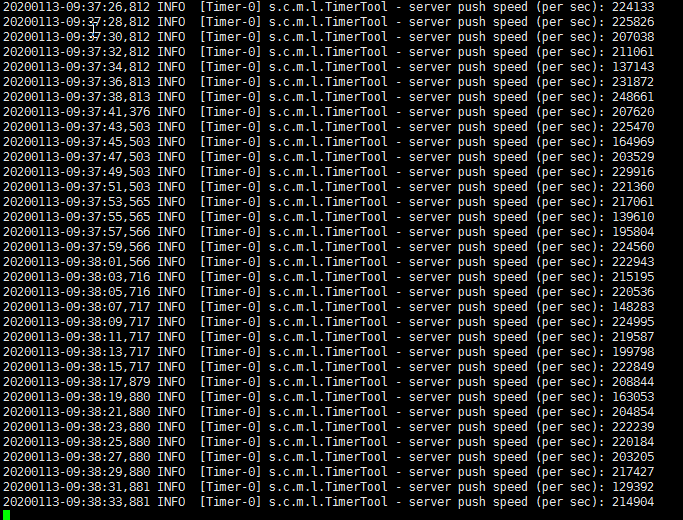 20200113-09:37:26,812 INFO  [Timer-0] s.c.m.l.TimerTool - server push speed (per sec): 224133
20200113-09:37:28,812 INFO  [Timer-0] s.c.m.l.TimerTool - server push speed (per sec): 225826
20200113-09:37:30,812 INFO  [Timer-0] s.c.m.l.TimerTool - server push speed (per sec): 207038
20200113-09:37:32,812 INFO  [Timer-0] s.c.m.l.TimerTool - server push speed (per sec): 211061
20200113-09:37:34,812 INFO  [Timer-0] s.c.m.l.TimerTool - server push speed (per sec): 137143
20200113-09:37:36,813 INFO  [Timer-0] s.c.m.l.TimerTool - server push speed (per sec): 231872
20200113-09:37:38,813 INFO  [Timer-0] s.c.m.l.TimerTool - server push speed (per sec): 248661
20200113-09:37:41,376 INFO  [Timer-0] s.c.m.l.TimerTool - server push speed (per sec): 207620
20200113-09:37:43,503 INFO  [Timer-0] s.c.m.l.TimerTool - server push speed (per sec): 225470
20200113-09:37:45,503 INFO  [Timer-0] s.c.m.l.TimerTool - server push speed (per sec): 164969
20200113-09:37:47,503 INFO  [Timer-0] s.c.m.l.TimerTool - server push speed (per sec): 203529
20200113-09:37:49,503 INFO  [Timer-0] s.c.m.l.TimerTool - server push speed (per sec): 229916
20200113-09:37:51,503 INFO  [Timer-0] s.c.m.l.TimerTool - server push speed (per sec): 221360
20200113-09:37:53,565 INFO  [Timer-0] s.c.m.l.TimerTool - server push speed (per sec): 217061
20200113-09:37:55,565 INFO  [Timer-0] s.c.m.l.TimerTool - server push speed (per sec): 139610
20200113-09:37:57,566 INFO  [Timer-0] s.c.m.l.TimerTool - server push speed (per sec): 195804
20200113-09:37:59,566 INFO  [Timer-0] s.c.m.l.TimerTool - server push speed (per sec): 224560
20200113-09:38:01,566 INFO  [Timer-0] s.c.m.l.TimerTool - server push speed (per sec): 222943
20200113-09:38:03,716 INFO  [Timer-0] s.c.m.l.TimerTool - server push speed (per sec): 215195
20200113-09:38:05,716 INFO  [Timer-0] s.c.m.l.TimerTool - server push speed (per sec): 220536
20200113-09:38:07,717 INFO  [Timer-0] s.c.m.l.TimerTool - server push speed (per sec): 148283
20200113-09:38:09,717 INFO  [Timer-0] s.c.m.l.TimerTool - server push speed (per sec): 224995
20200113-09:38:11,717 INFO  [Timer-0] s.c.m.l.TimerTool - server push speed (per sec): 219587
20200113-09:38:13,717 INFO  [Timer-0] s.c.m.l.TimerTool - server push speed (per sec): 199798
20200113-09:38:15,717 INFO  [Timer-0] s.c.m.l.TimerTool - server push speed (per sec): 222849
20200113-09:38:17,879 INFO  [Timer-0] s.c.m.l.TimerTool - server push speed (per sec): 208844
20200113-09:38:19,880 INFO  [Timer-0] s.c.m.l.TimerTool - server push speed (per sec): 163053
20200113-09:38:21,880 INFO  [Timer-0] s.c.m.l.TimerTool - server push speed (per sec): 204854
20200113-09:38:23,880 INFO  [Timer-0] s.c.m.l.TimerTool - server push speed (per sec): 222239
20200113-09:38:25,880 INFO  [Timer-0] s.c.m.l.TimerTool - server push speed (per sec): 220184
20200113-09:38:27,880 INFO  [Timer-0] s.c.m.l.TimerTool - server push speed (per sec): 203205
20200113-09:38:29,880 INFO  [Timer-0] s.c.m.l.TimerTool - server push speed (per sec): 217427
20200113-09:38:31,881 INFO  [Timer-0] s.c.m.l.TimerTool - server push speed (per sec): 129392
20200113-09:38:33,881 INFO  [Timer-0] s.c.m.l.TimerTool - server push speed (per sec): 214904